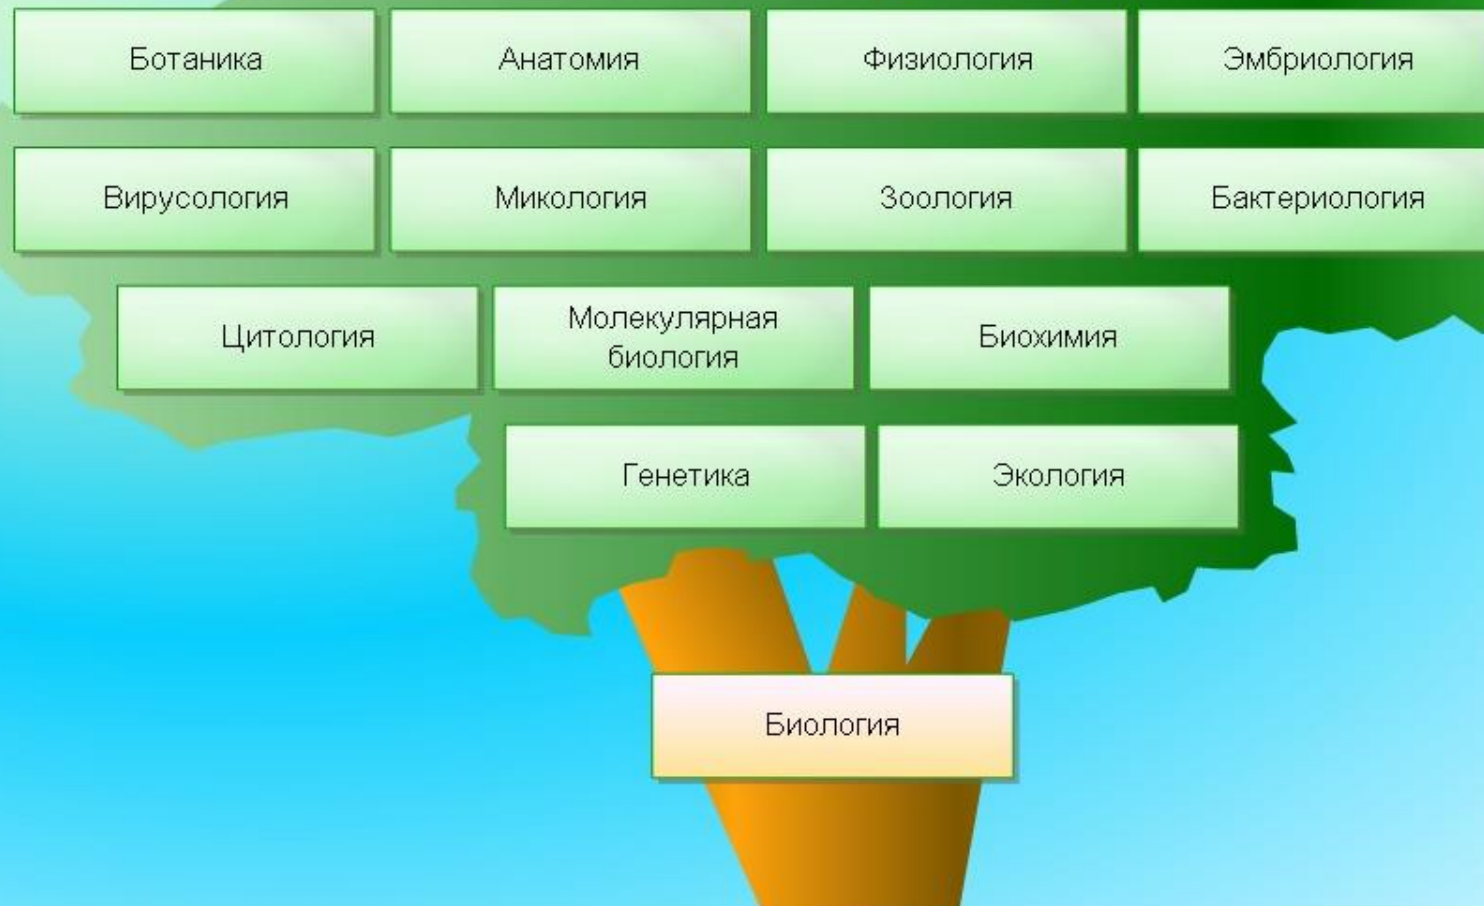 Ботаника
Анатомия
Физиология
Эмбриология
Вирусология
Микология
Зоология
Бактериология
Цитология
Молекулярная
биология
Биохимия
Генетика
Экология
Биология